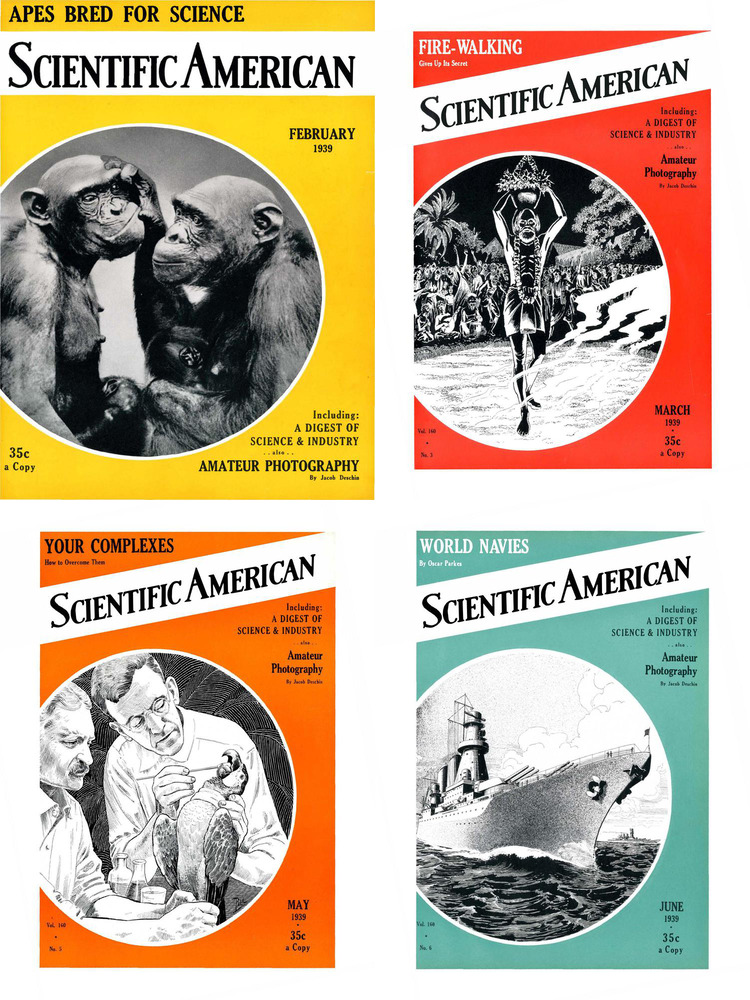 APES BRED FOR SCIENCE
SCIENTIFIC AMERICAN
FEBRUARY
1939
Including:
A DIGEST OF
SCIENCE & INDUSTRY
. . also . .
AMATEUR PHOTOGRAPHY
By Jacob Deschin
35c
a Copy
FIRE-WALKING
Gives Up Its Secret
SCIENTIFIC AMERICAN
Including:
A DIGEST OF
SCIENCE & INDUSTRY
. . also . .
Amateur
Photography
By Jacob Deschin
MARCH
1939
•
35c
a Copy
Vol. 160
•
No. 3
YOUR COMPLEXES
How to Overcome Them
SCIENTIFIC AMERICAN
Including:
A DIGEST OF
SCIENCE & INDUSTRY
. . also . .
Amateur
Photography
By Jacob Deschin
MAY
1939
•
35c
a Copy
Vol. 160
•
No. 5
WORLD NAVIES
By Oscar Parkes
SCIENTIFIC AMERICAN
Including:
A DIGEST OF
SCIENCE & INDUSTRY
. . also . .
Amateur
Photography
By Jacob Deschin
JUNE
1939
•
35c
a Copy
Vol. 160
•
No. 6